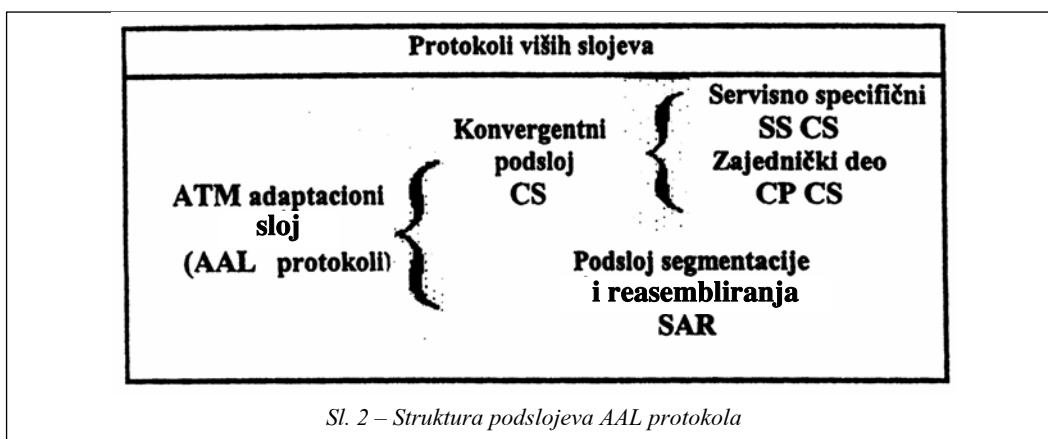 Protokoli viših slojeva
ATM adaptacioni
sloj
(AAL protokoli)
Konvergentni
podsloj
CS
Servisno specifični
SS CS
Zajednički deo
CP CS
Podsloj segmentacije
i reasembliranja
SAR
Sl. 2 – Struktura podslojeva AAL protokola